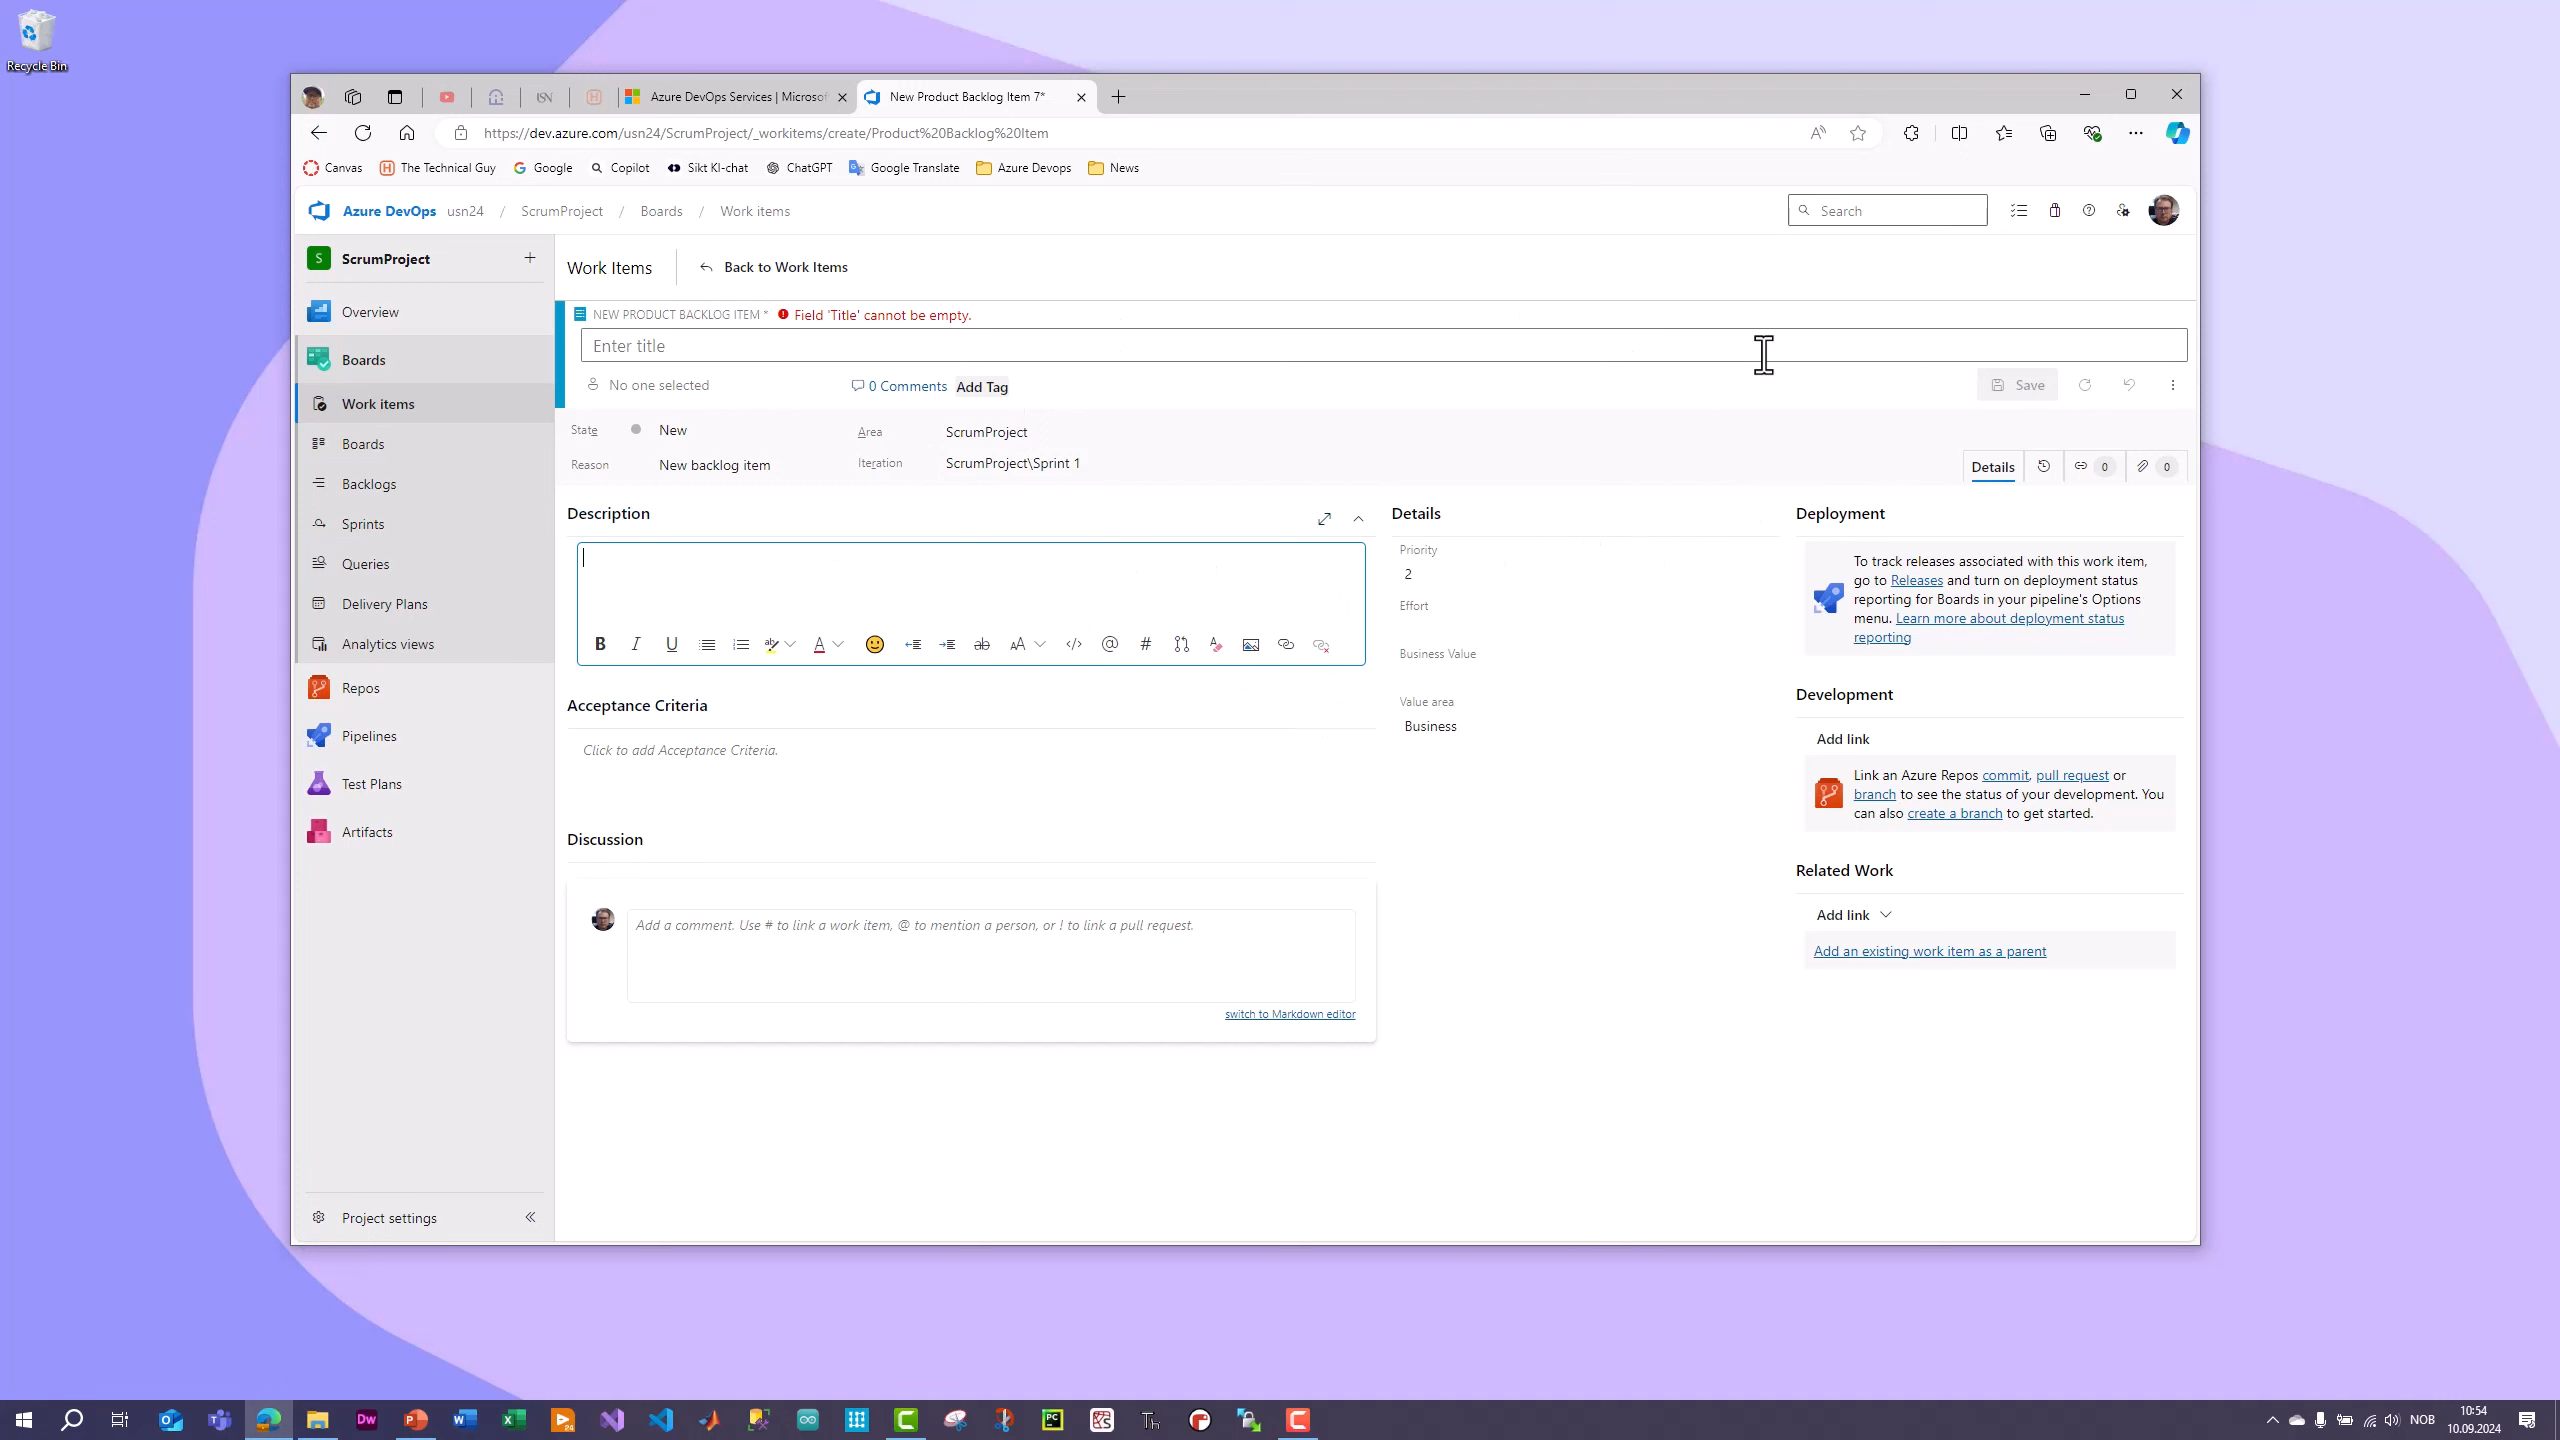 Recycle Bin
Azure DevOps Services | Microsof
New Product Backlog Item 7*
https://dev.azure.com/usn24/ScrumProject/_workitems/create/Product%20Backlog%20Item
Canvas
The Technical Guy
Google
Copilot
Sikt KI-chat
ChatGPT
Google Translate
Azure Devops
News
Azure DevOps usn24 / ScrumProject / Boards / Work items
Search
S ScrumProject
Overview
Boards
Work items
Boards
Backlogs
Sprints
Queries
Delivery Plans
Analytics views
Repos
Pipelines
Test Plans
Artifacts
Project settings
Work Items
Back to Work Items
NEW PRODUCT BACKLOG ITEM * Field 'Title' cannot be empty.
Enter title
No one selected
0 Comments
Add Tag
Save
State New
Area ScrumProject
Reason New backlog item
Iteration ScrumProject\Sprint 1
Details
0
0
Description
Acceptance Criteria
Click to add Acceptance Criteria.
Discussion
Add a comment. Use # to link a work item, @ to mention a person, or ! to link a pull request.
switch to Markdown editor
Details
Priority
2
Effort
Business Value
Value area
Business
Deployment
To track releases associated with this work item,
go to Releases and turn on deployment status
reporting for Boards in your pipeline's Options
menu. Learn more about deployment status
reporting
Development
Add link
Link an Azure Repos commit, pull request or
branch to see the status of your development. You
can also create a branch to get started.
Related Work
Add link
Add an existing work item as a parent
NOB
10:54
10.09.2024